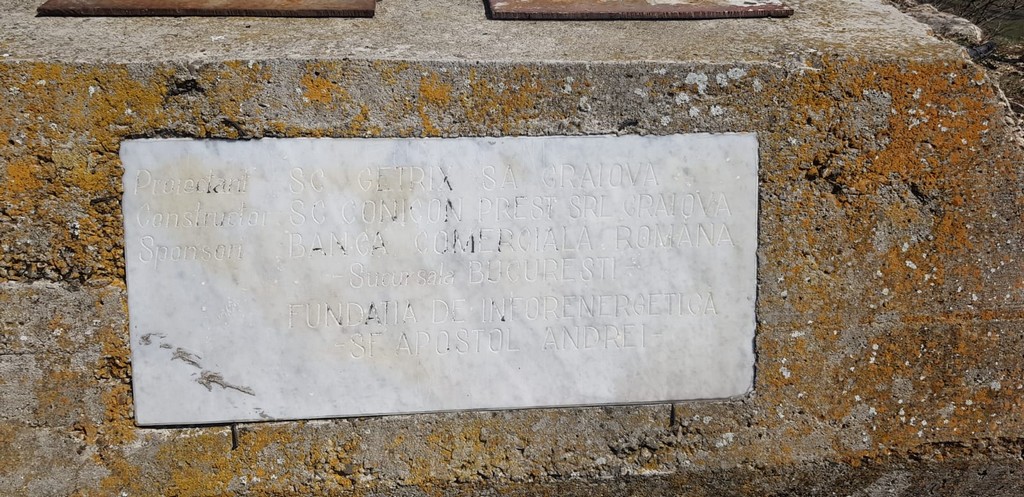 Proiectant SC GETRIX SA CRAIOVA
Constructor SC CONICON PREST SRL CRAIOVA
Sponsori BANCA COMERCIALA ROMANA
-Sucursala BUCURESTI-
FUNDATIA DE INFORENERGETICA
-SF APOSTOL ANDREI-